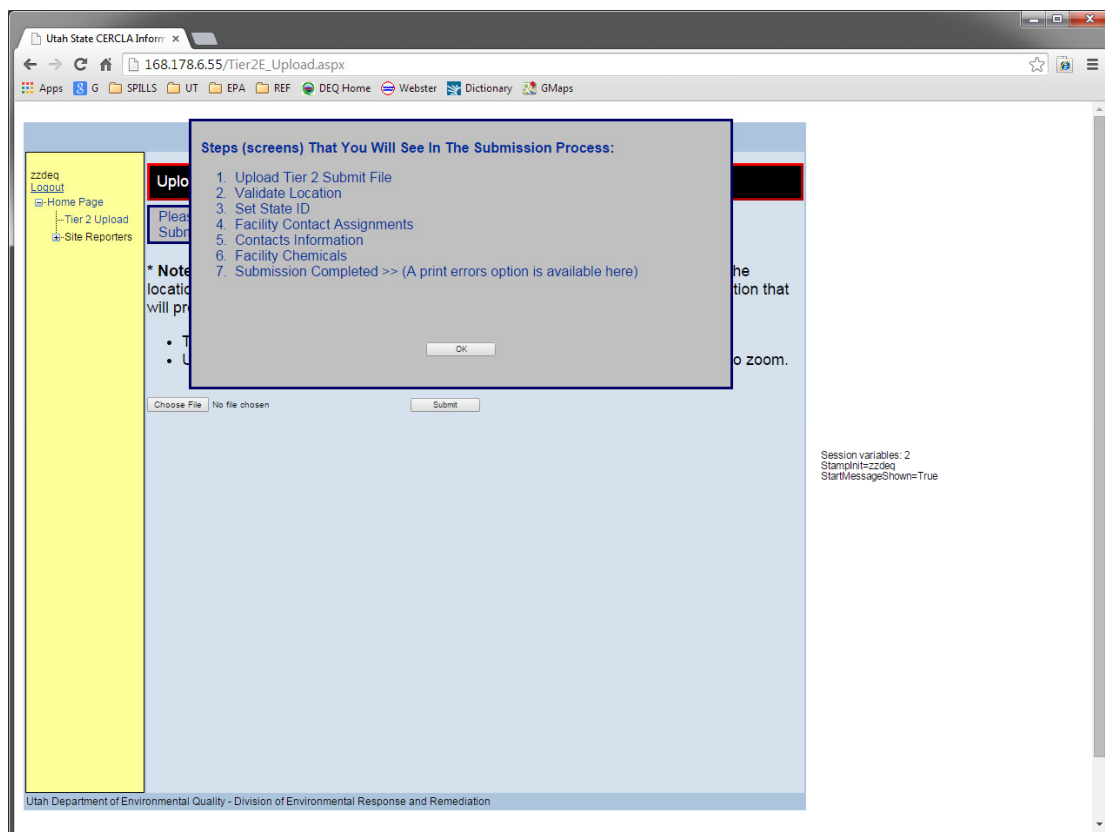 Utah State CERCLA Inform
168.178.6.55/Tier2E_Upload.aspx
Apps G SPILLS UT EPA REF DEQ Home Webster Dictionary GMaps
zzdeq
Logout
Home Page
Tier 2 Upload
Site Reporters
Steps (screens) That You Will See In The Submission Process:
1. Upload Tier 2 Submit File
2. Validate Location
3. Set State ID
4. Facility Contact Assignments
5. Contacts Information
6. Facility Chemicals
7. Submission Completed >> (A print errors option is available here)
OK
Uplo
Pleas
Subn
* Note he
locatio tion that
will pr
• T
• U o zoom.
Choose File No file chosen Submit
Session variables: 2
StampInit=zzdeq
StartMessageShown=True
Utah Department of Environmental Quality - Division of Environmental Response and Remediation